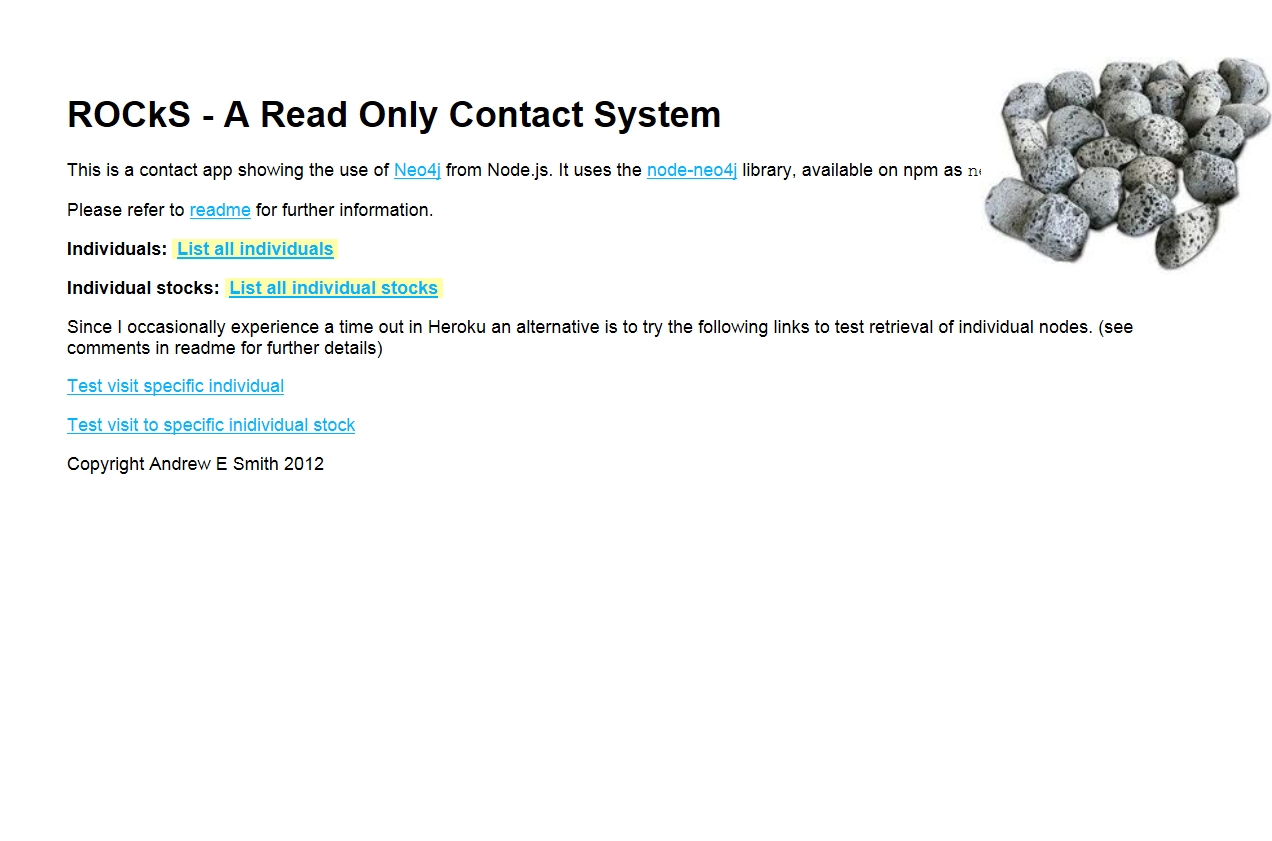 ROCkS - A Read Only Contact System
This is a contact app showing the use of Neo4j from Node.js. It uses the node-neo4j library, available on npm as
Please refer to readme for further information.
Individuals: List all individuals
Individual stocks: List all individual stocks
Since I occasionally experience a time out in Heroku an alternative is to try the following links to test retrieval of individual nodes. (see
comments in readme for further details)
Test visit specific individual
Test visit to specific inidividual stock
Copyright Andrew E Smith 2012